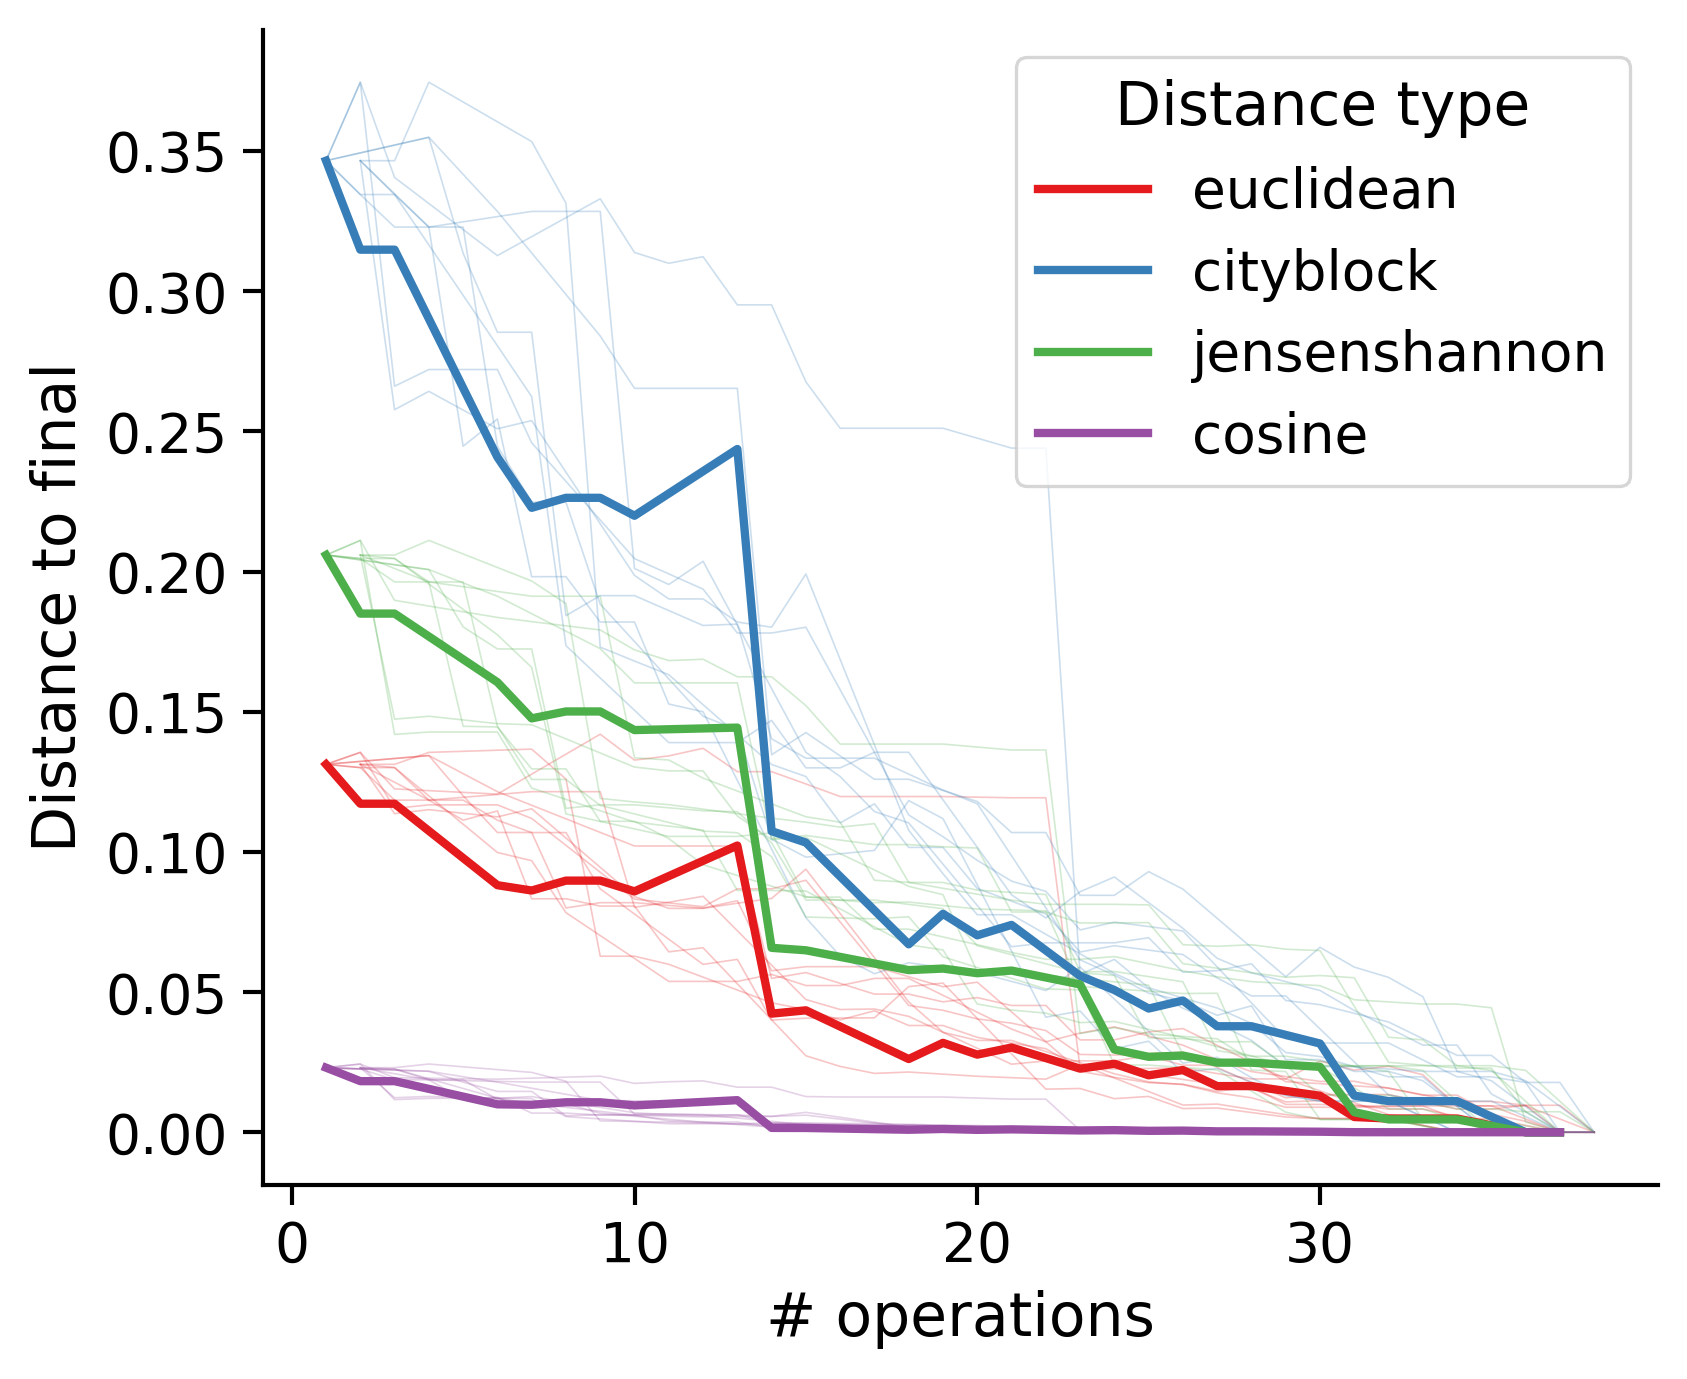 Distance type
euclidean
cityblock
jensenshannon
cosine
Distance to final
0.35
0.30
0.25
0.20
0.15
0.10
0.05
0.00
0
10
20
30
# operations